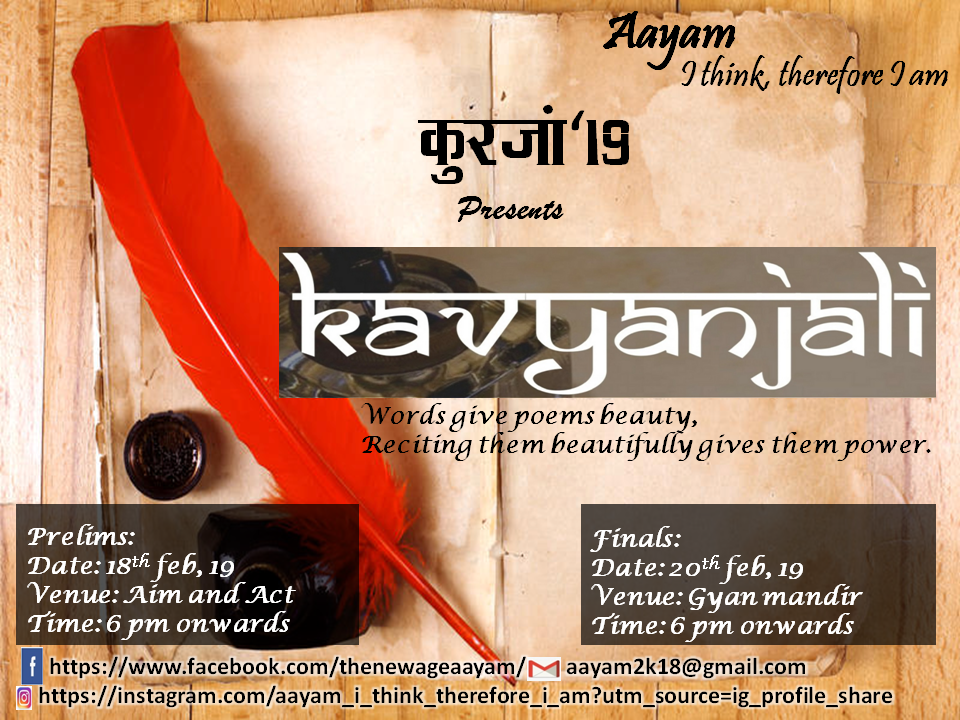 Aayam
I think, therefore I am
कुरजां‘19
Presents
kavyanjali
Words give poems beauty,
Reciting them beautifully gives them power.
Prelims:
Date: 18th feb, 19
Venue: Aim and Act
Time: 6 pm onwards
Finals:
Date: 20th feb, 19
Venue: Gyan mandir
Time: 6 pm onwards
https://www.facebook.com/thenewageaayam/ aayam2k18@gmail.com
https://instagram.com/aayam_i_think_therefore_i_am?utm_source=ig_profile_share